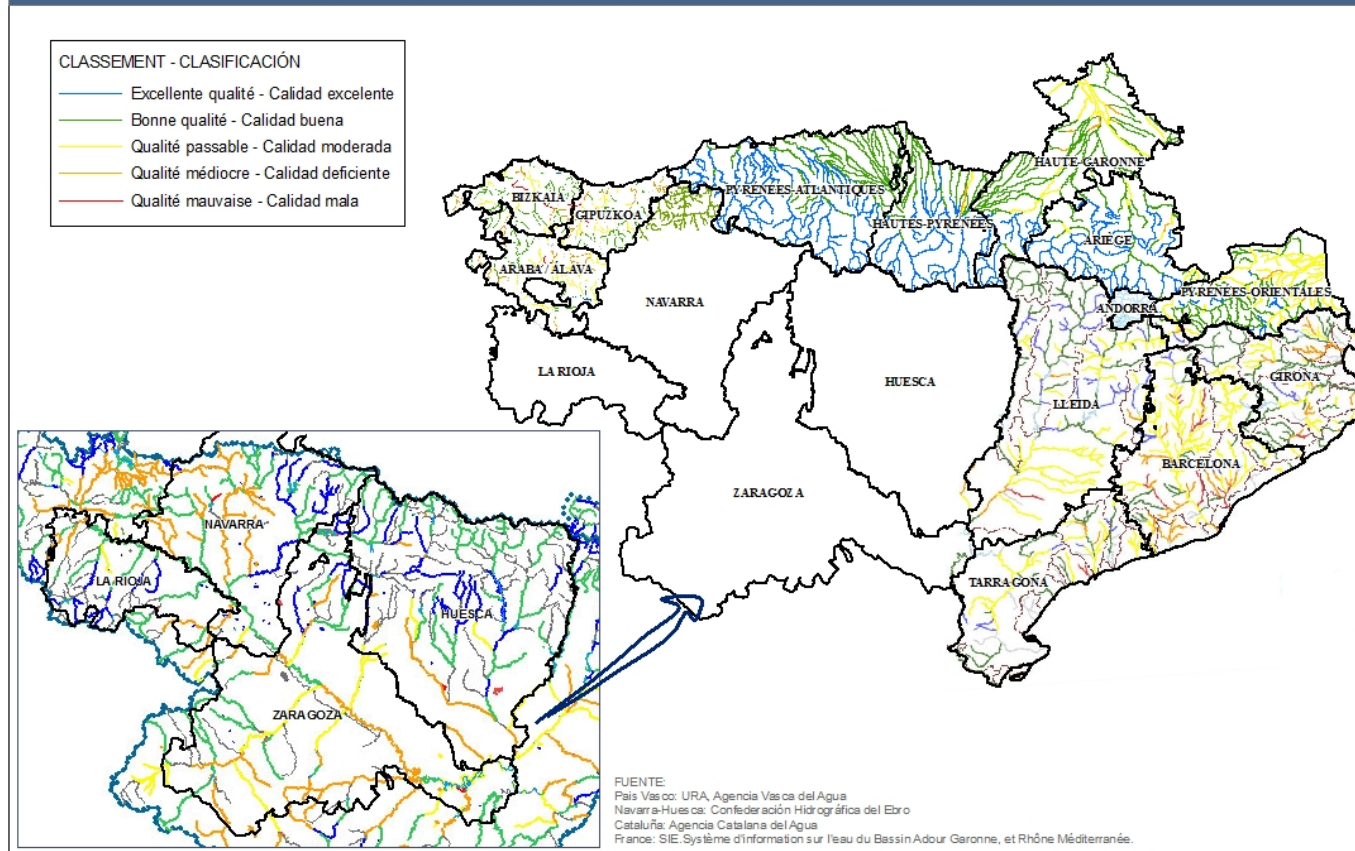 CLASSEMENT - CLASIFICACIÓN
Excellente qualité - Calidad excelente
Bonne qualité - Calidad buena
Qualité passable - Calidad moderada
Qualité médiocre - Calidad deficiente
Qualité mauvaise - Calidad mala
HAUTE-GARONNE
PYRENEES-ATLANTIQUES
BIZKAIA
GIPUZKOA
HAUTES-PYRENEES
ARIEGE
ARABA / ALAVA
PYRENEES-ORIENTALES
NAVARRA
ANDORRA
LA RIOJA
HUESCA
GIRONA
LLEIDA
BARCELONA
ZARAGOZA
TARRAGONA
NAVARRA
LA RIOJA
HUESCA
ZARAGOZA
FUENTE:
Pais Vasco: URA, Agencia Vasca del Agua
Navarra-Huesca: Confederación Hidrográfica del Ebro
Cataluña: Agencia Catalana del Agua
France: SIE.Système d'information sur l'eau du Bassin Adour Garonne, et Rhône Méditerranée.